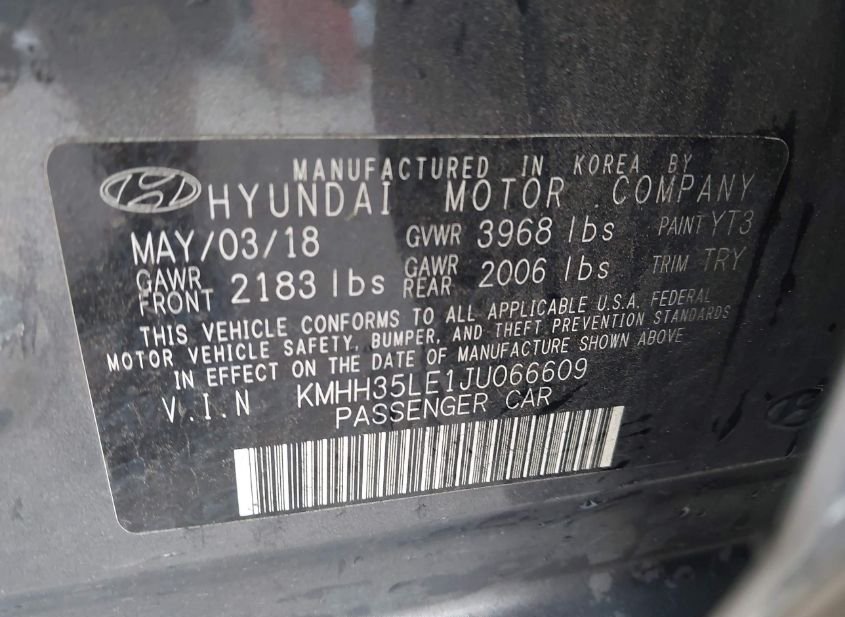 MANUFACTURED IN KOREA BY
HYUNDAI MOTOR COMPANY
MAY/03/18 GVWR 3968 lbs PAINT YT3
GAWR FRONT 2183 lbs GAWR REAR 2006 lbs TRIM TRY
THIS VEHICLE CONFORMS TO ALL APPLICABLE U.S.A. FEDERAL
MOTOR VEHICLE SAFETY, BUMPER, AND THEFT PREVENTION STANDARDS
IN EFFECT ON THE DATE OF MANUFACTURE SHOWN ABOVE
V.I.N KMHH35LE1JU066609
PASSENGER CAR